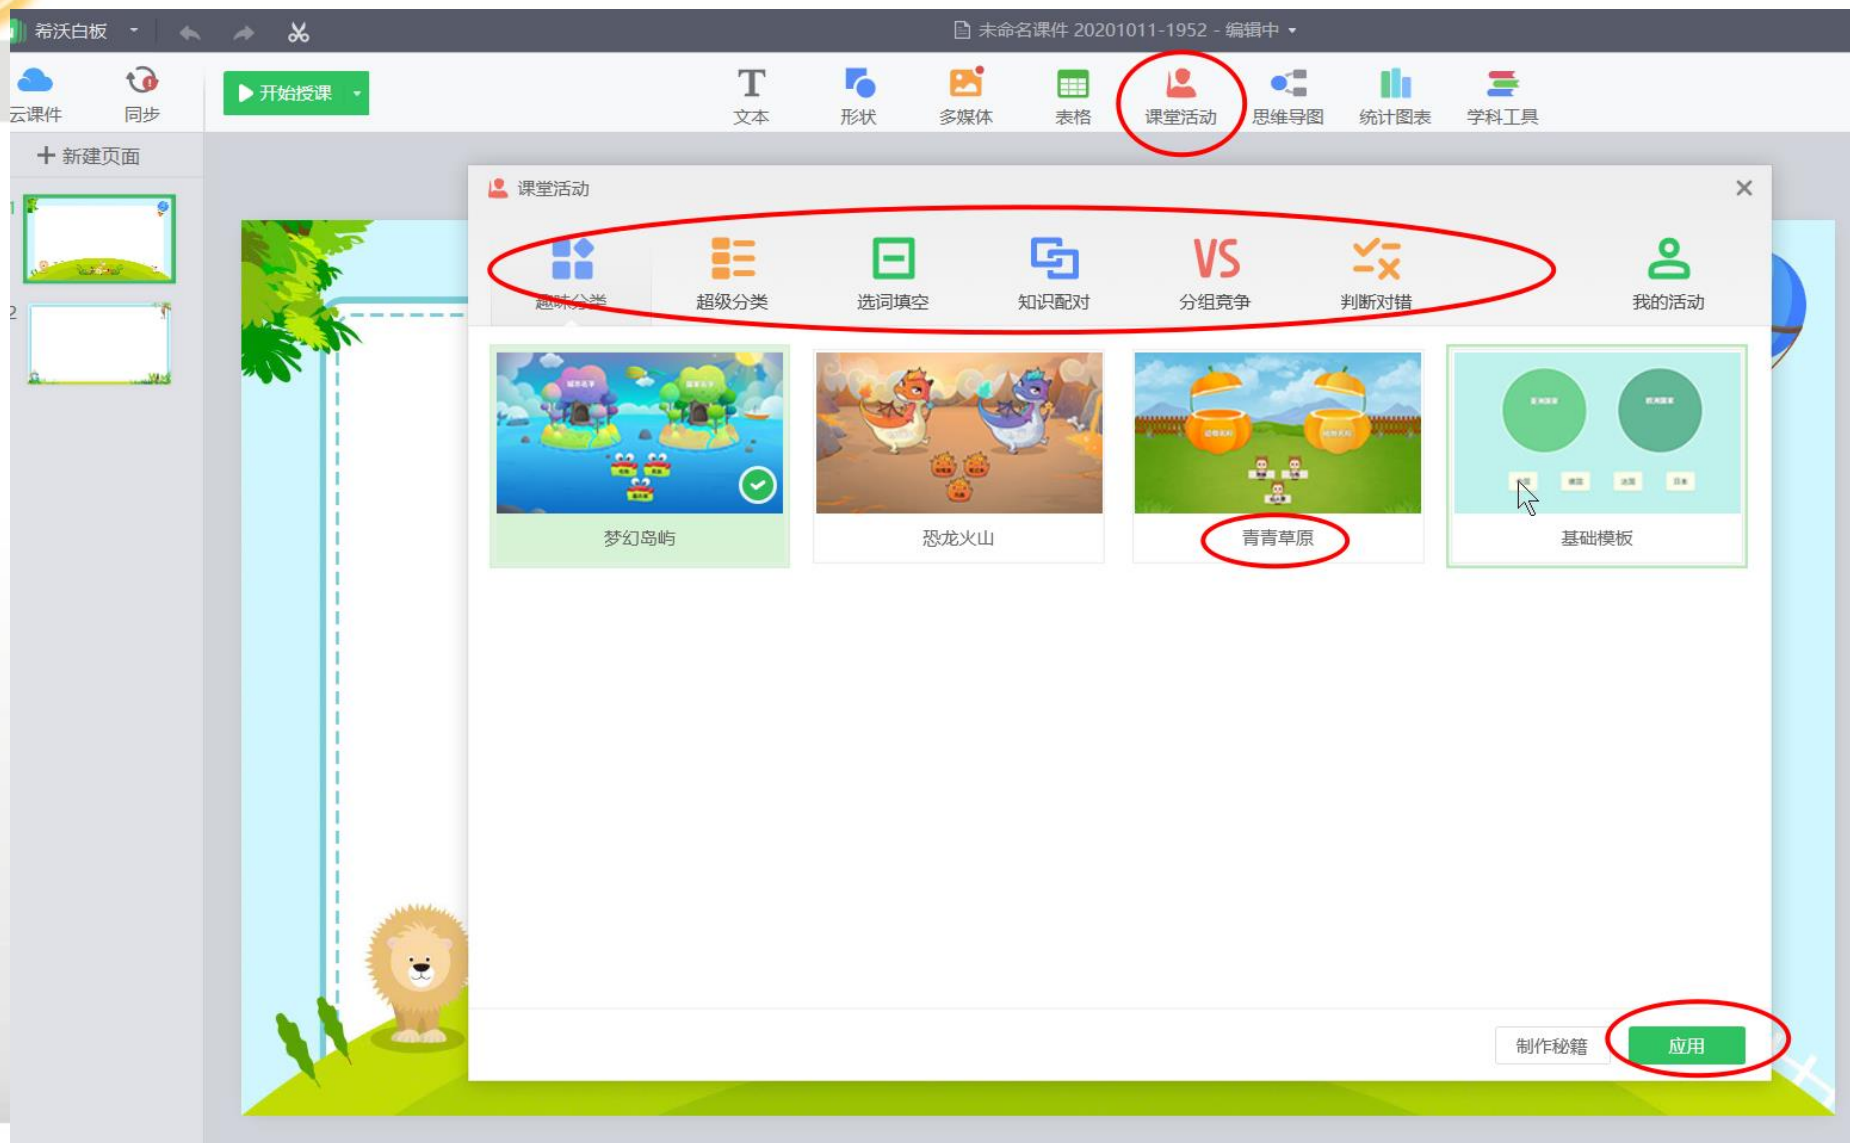 希沃白板
未命名课件 20201011-1952 - 编辑中
云课件 同步 开始授课 文本 形状 多媒体 表格 课堂活动 思维导图 统计图表 学科工具
新建页面
课堂活动
趣味分类 超级分类 选词填空 知识配对 分组竞争 判断对错 我的活动
VS
1
2
梦幻岛屿 恐龙火山 青青草原 基础模板
制作秘籍 应用